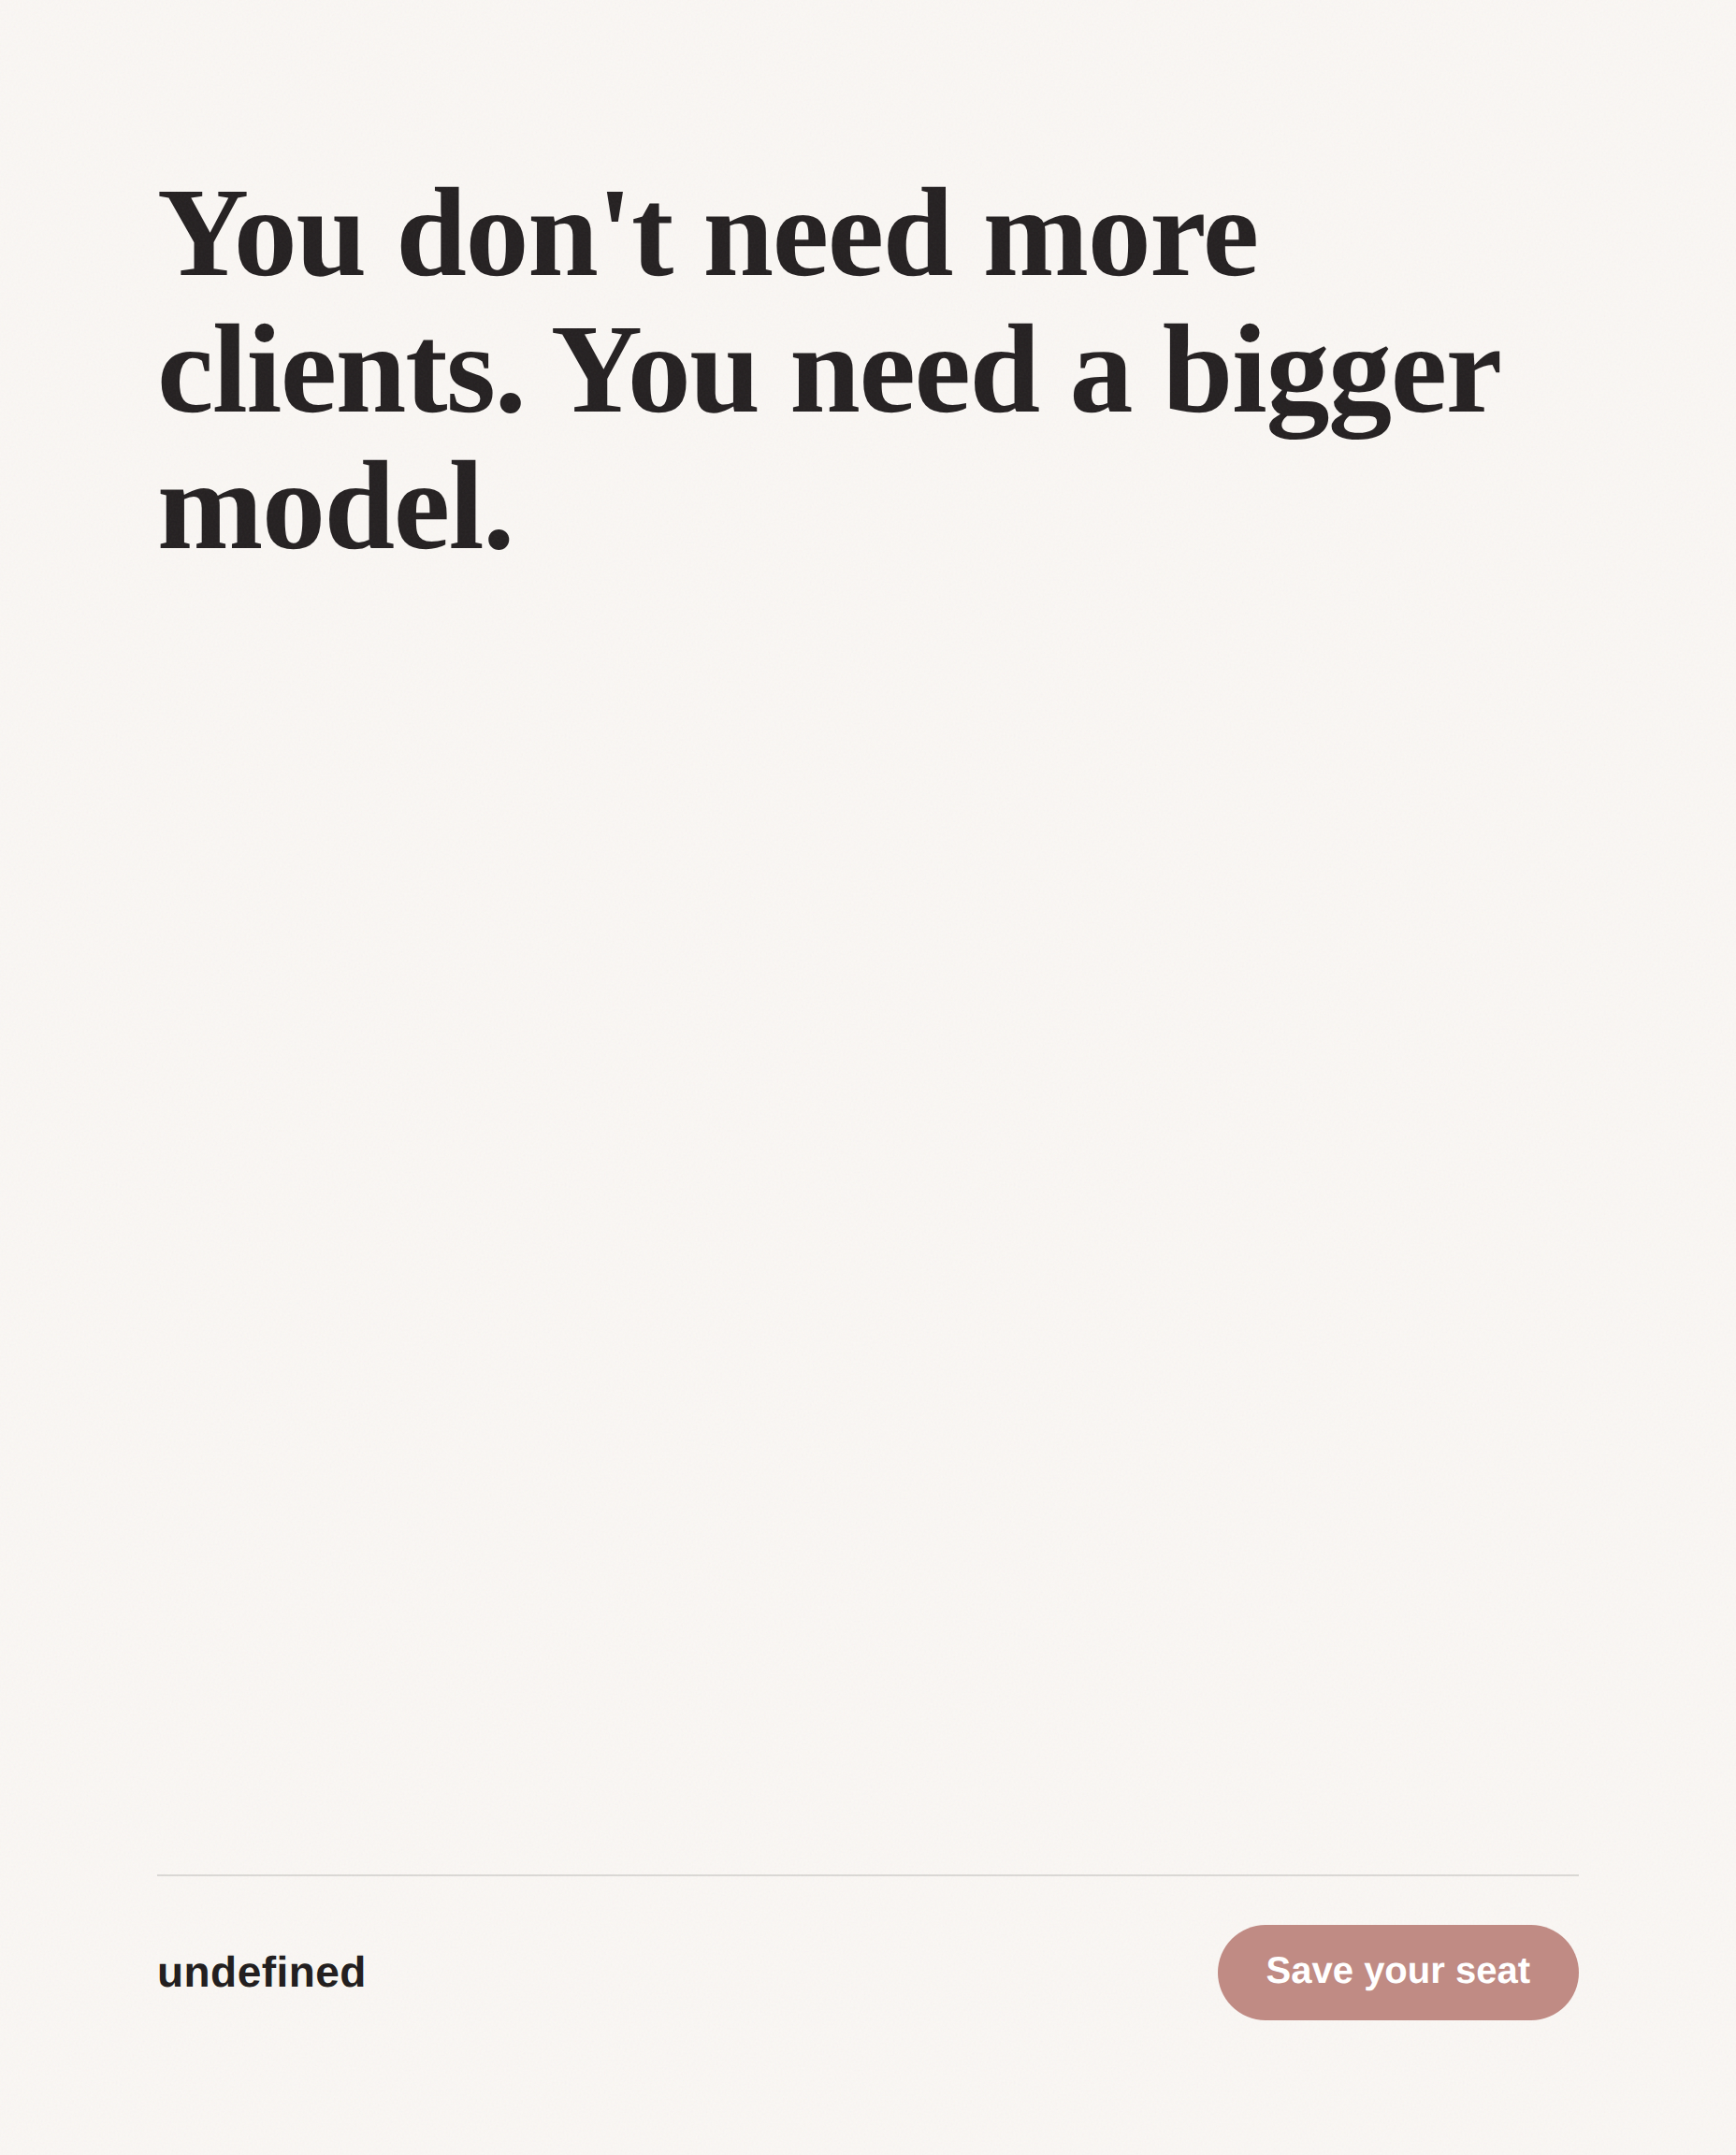 You don't need more
clients. You need a bigger
model.
undefined
Save your seat